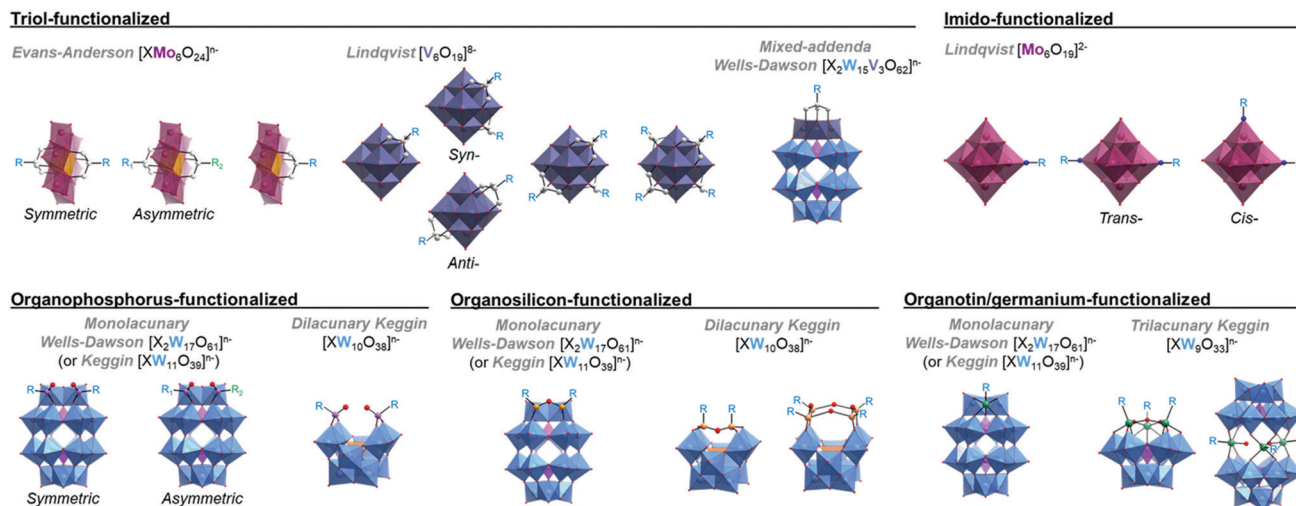 Triol-functionalized
Evans-Anderson [XMo₆O₂₄]ⁿ⁻
Lindqvist [V₆O₁₉]⁸⁻
Mixed-addenda
Wells-Dawson [X₂W₁₅V₃O₆₂]ⁿ⁻
R
R
R₁
R₂
R
Symmetric
Asymmetric
R
R
R
Syn-
R
R
Anti-
R
R
R
R
R
R
Imido-functionalized
Lindqvist [Mo₆O₁₉]²⁻
R
R
R
Trans-
R
Cis-
Organophosphorus-functionalized
Monolacunary
Wells-Dawson [X₂W₁₇O₆₁]ⁿ⁻
(or Keggin [XW₁₁O₃₉]ⁿ⁻)
Dilacunary Keggin
[XW₁₀O₃₈]ⁿ⁻
R
R
R₁
R₂
R
R
Symmetric
Asymmetric
Organosilicon-functionalized
Monolacunary
Wells-Dawson [X₂W₁₇O₆₁]ⁿ⁻
(or Keggin [XW₁₁O₃₉]ⁿ⁻)
Dilacunary Keggin
[XW₁₀O₃₈]ⁿ⁻
R
R
R
R
R
R
R
R
Organotin/germanium-functionalized
Monolacunary
Wells-Dawson [X₂W₁₇O₆₁]ⁿ⁻
(or Keggin [XW₁₁O₃₉]ⁿ⁻)
Trilacunary Keggin
[XW₉O₃₃]ⁿ⁻
R
R
R
R
R
R